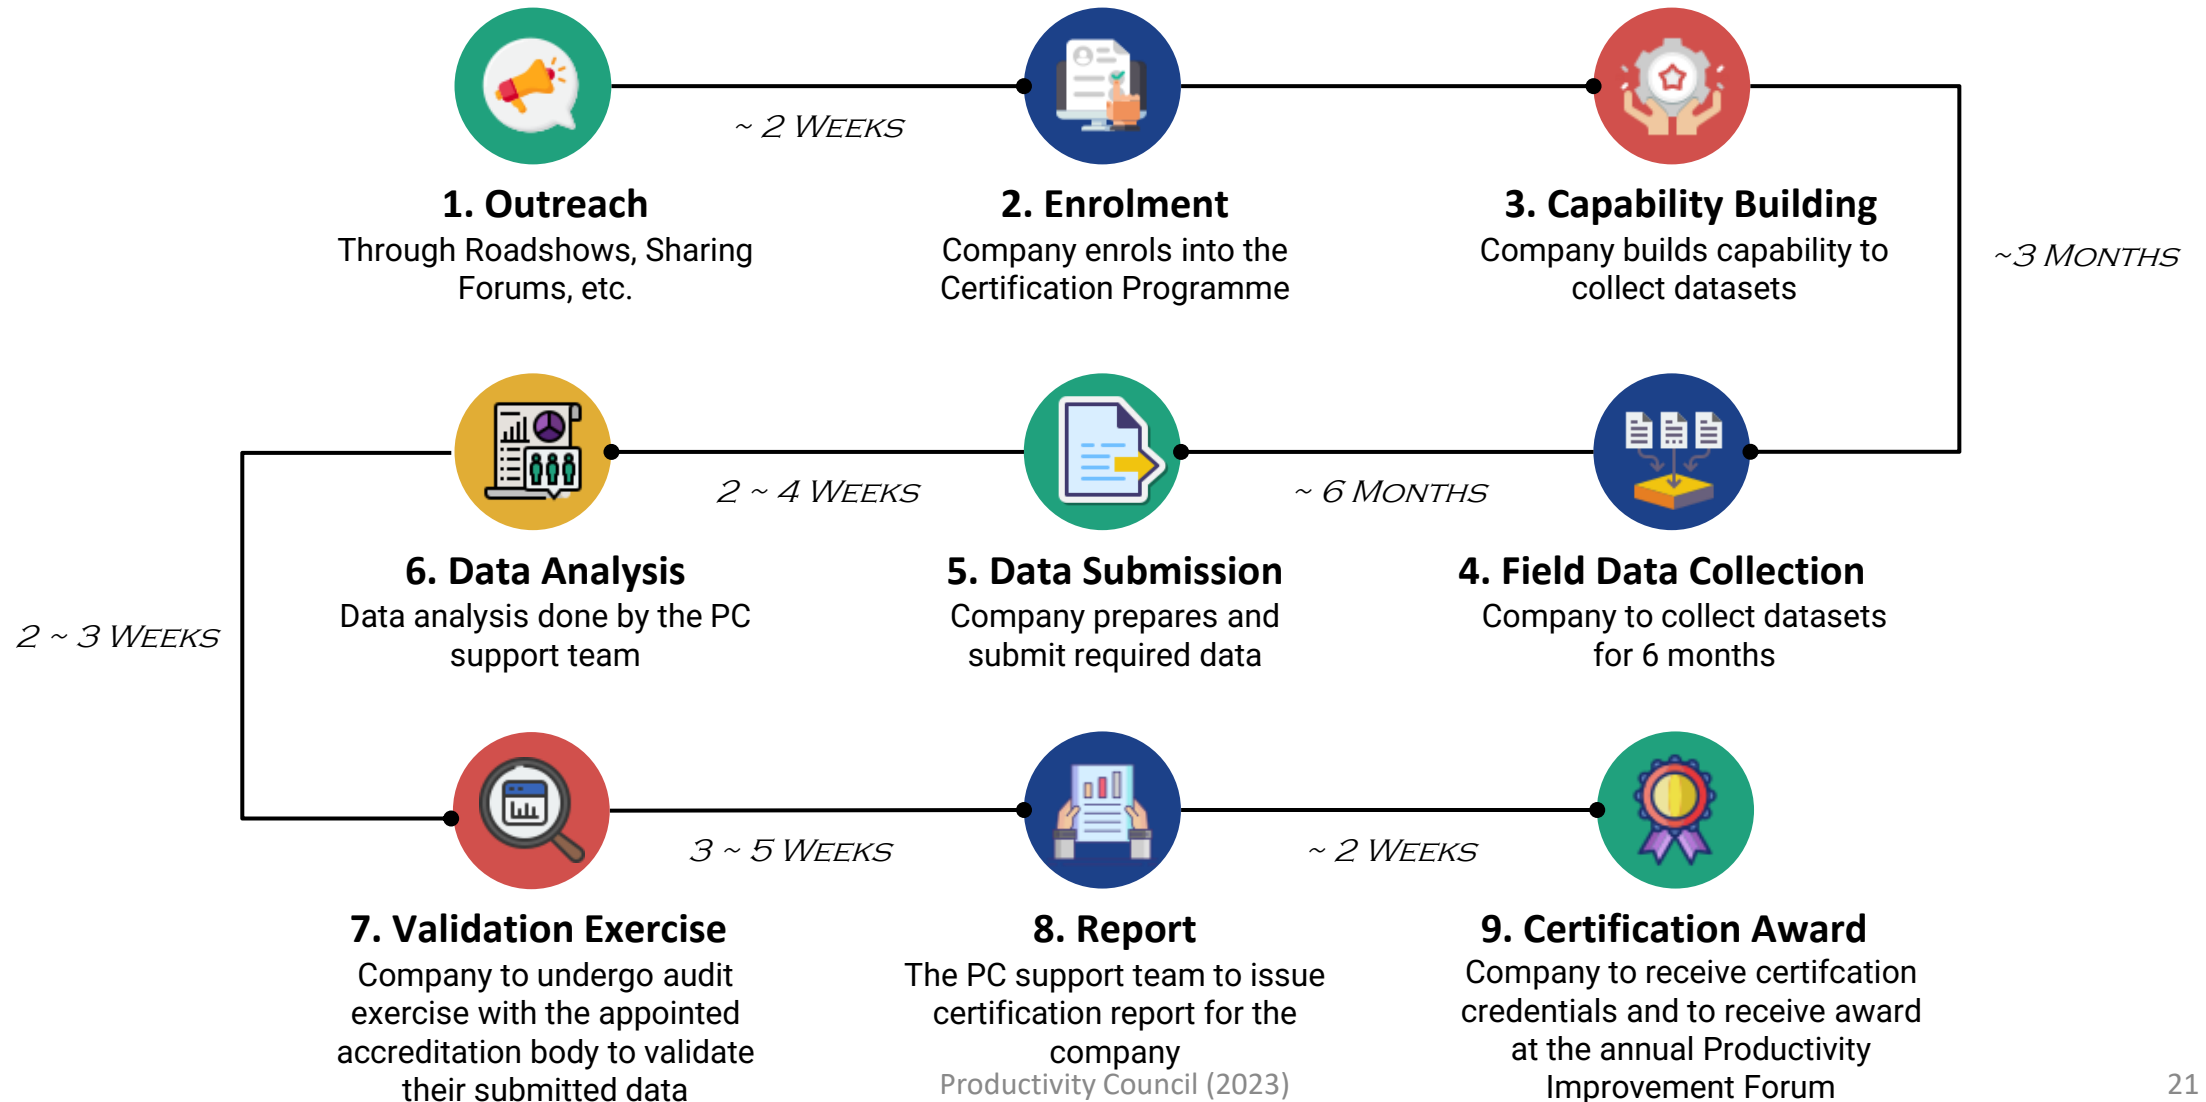 ~ 2 WEEKS
1. Outreach
Through Roadshows, Sharing
Forums, etc.
2. Enrolment
Company enrols into the
Certification Programme
3. Capability Building
Company builds capability to
collect datasets
~3 MONTHS
4. Field Data Collection
Company to collect datasets
for 6 months
~ 6 MONTHS
5. Data Submission
Company prepares and
submit required data
2 ~ 4 WEEKS
6. Data Analysis
Data analysis done by the PC
support team
2 ~ 3 WEEKS
7. Validation Exercise
Company to undergo audit
exercise with the appointed
accreditation body to validate
their submitted data
3 ~ 5 WEEKS
8. Report
The PC support team to issue
certification report for the
company
~ 2 WEEKS
9. Certification Award
Company to receive certifcation
credentials and to receive award
at the annual Productivity
Improvement Forum
Productivity Council (2023)
21